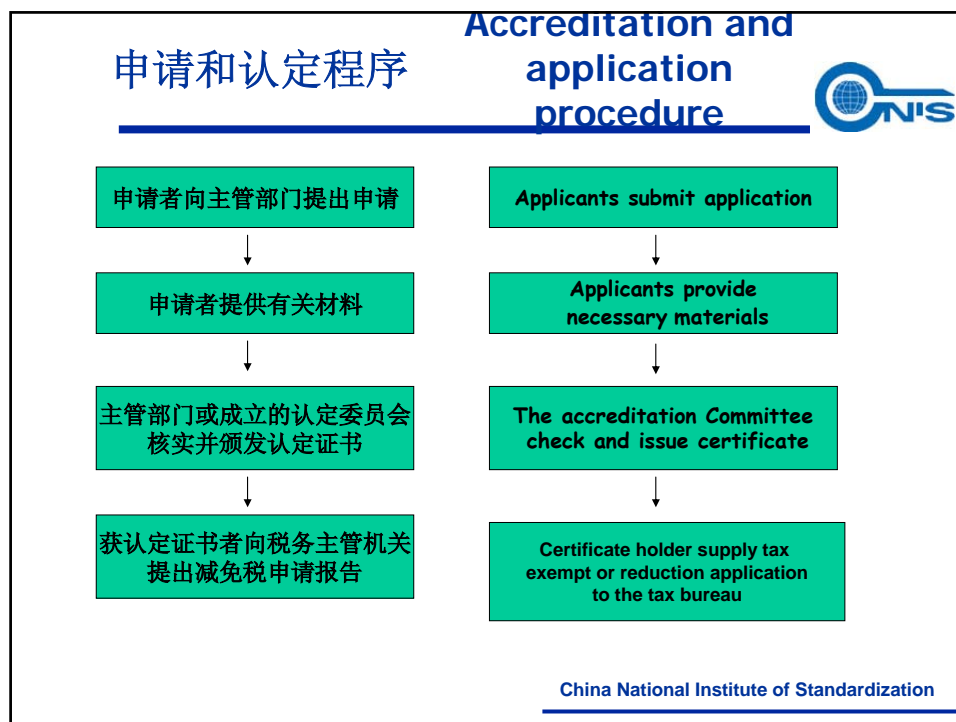 申请和认定程序
Accreditation and
application
procedure
CNIS
申请者向主管部门提出申请
申请者提供有关材料
主管部门或成立的认定委员会
核实并颁发认定证书
获认定证书者向税务主管机关
提出减免税申请报告
Applicants submit application
Applicants provide
necessary materials
The accreditation Committee
check and issue certificate
Certificate holder supply tax
exempt or reduction application
to the tax bureau
China National Institute of Standardization